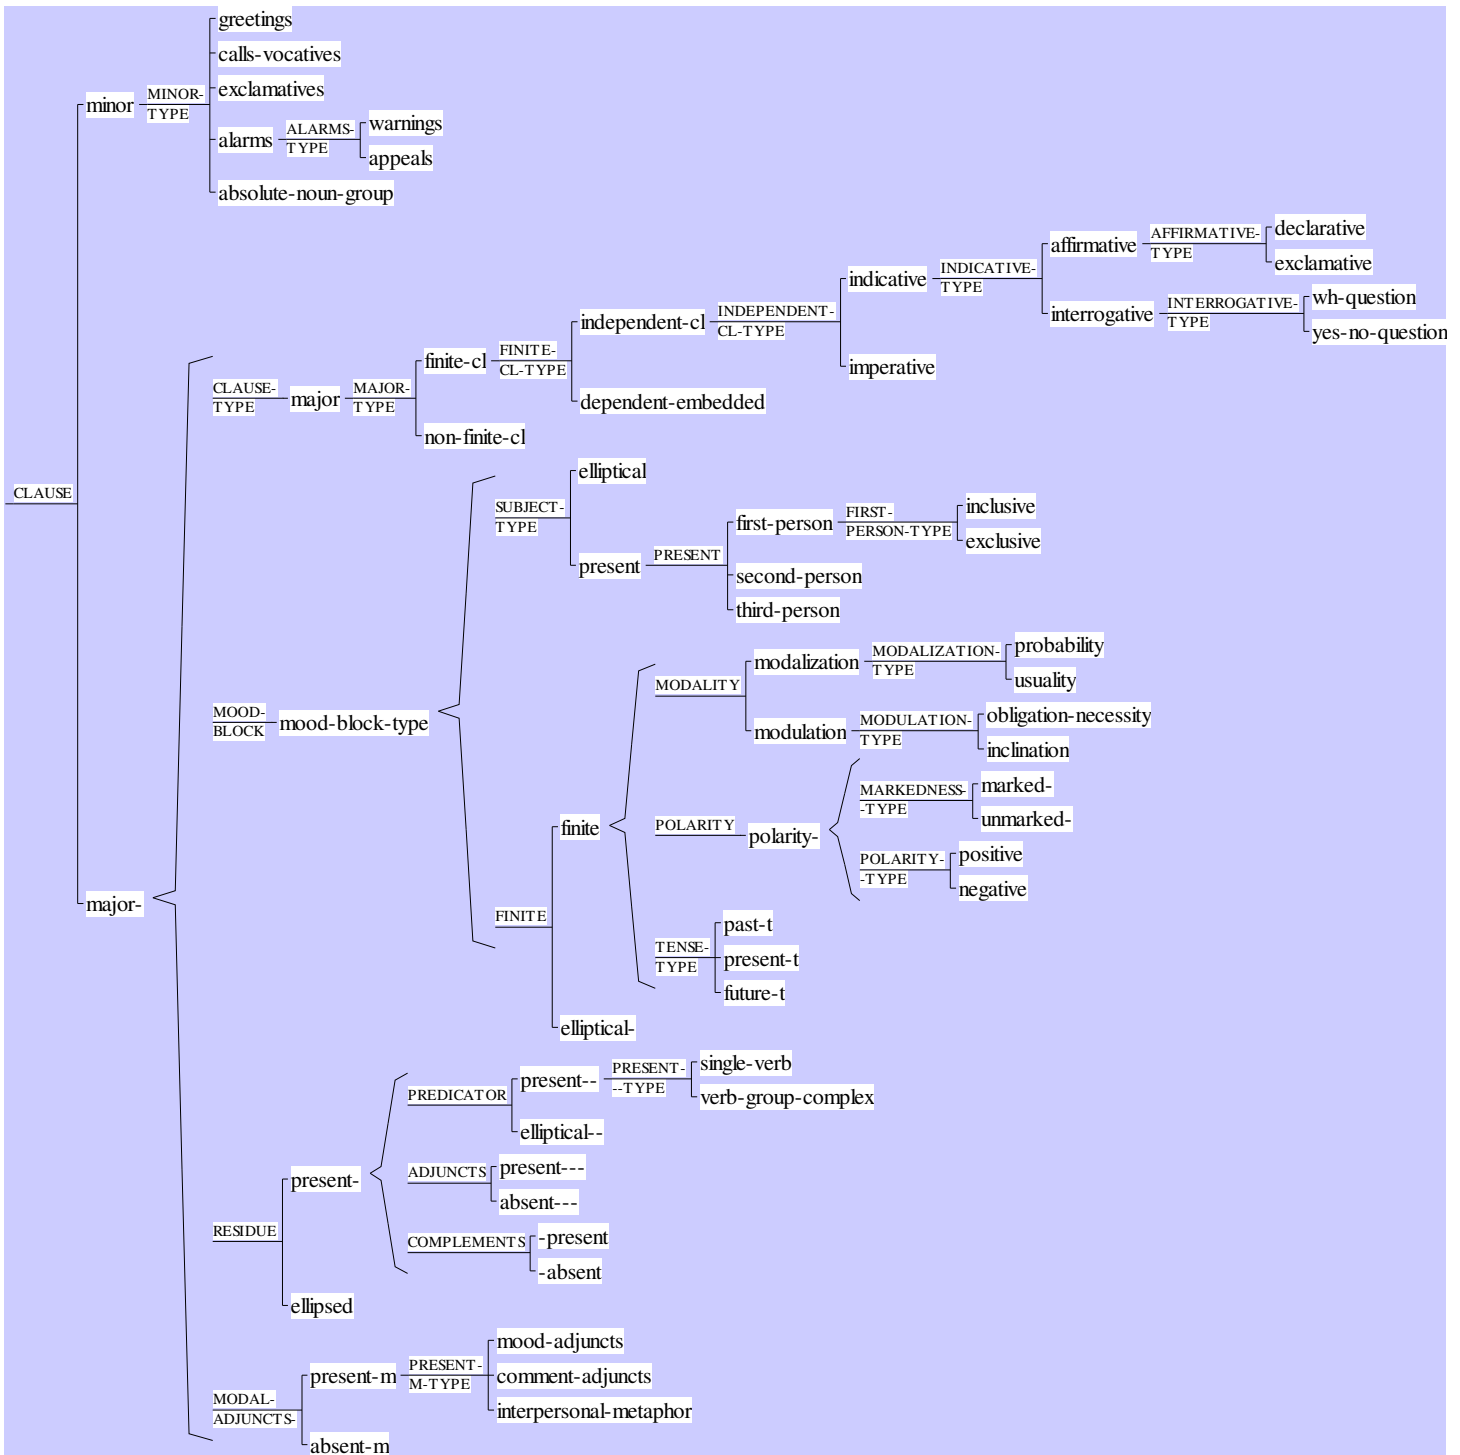 greetings
calls-vocatives
exclamatives
minor
MINOR-
TYPE
alarms
ALARMS-
TYPE
warnings
appeals
absolute-noun-group
CLAUSE
major-
CLAUSE-
TYPE
major
MAJOR-
TYPE
finite-cl
FINITE-
CL-TYPE
independent-cl
INDEPENDENT-
CL-TYPE
indicative
INDICATIVE-
TYPE
affirmative
AFFIRMATIVE-
TYPE
declarative
exclamative
interrogative
INTERROGATIVE-
TYPE
wh-question
yes-no-question
imperative
dependent-embedded
non-finite-cl
MOOD-
BLOCK
mood-block-type
SUBJECT-
TYPE
elliptical
present
PRESENT
first-person
FIRST-
PERSON-TYPE
inclusive
exclusive
second-person
third-person
FINITE
finite
MODALITY
modalization
MODALIZATION-
TYPE
probability
usuality
modulation
MODULATION-
TYPE
obligation-necessity
inclination
POLARITY
polarity-
MARKEDNESS-
-TYPE
marked-
unmarked-
POLARITY-
-TYPE
positive
negative
TENSE-
TYPE
past-t
present-t
future-t
elliptical-
RESIDUE
present-
PREDICATOR
present--
PRESENT-
--TYPE
single-verb
verb-group-complex
elliptical--
ADJUNCTS
present---
absent---
COMPLEMENTS
-present
-absent
ellipsed
MODAL-
ADJUNCTS-
present-m
PRESENT-
M-TYPE
mood-adjuncts
comment-adjuncts
interpersonal-metaphor
absent-m